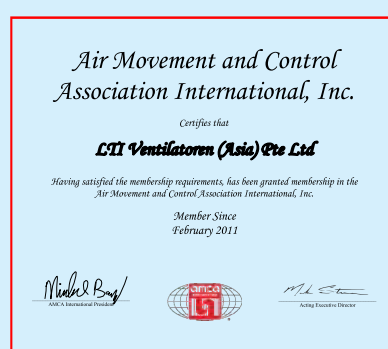 Air Movement and Control
Association International, Inc.
Certifies that
LTI Ventilatoren (Asia) Pte Ltd
Having satisfied the membership requirements, has been granted membership in the
Air Movement and Control Association International, Inc.
Member Since
February 2011
AMCA International President
amca
Acting Executive Director